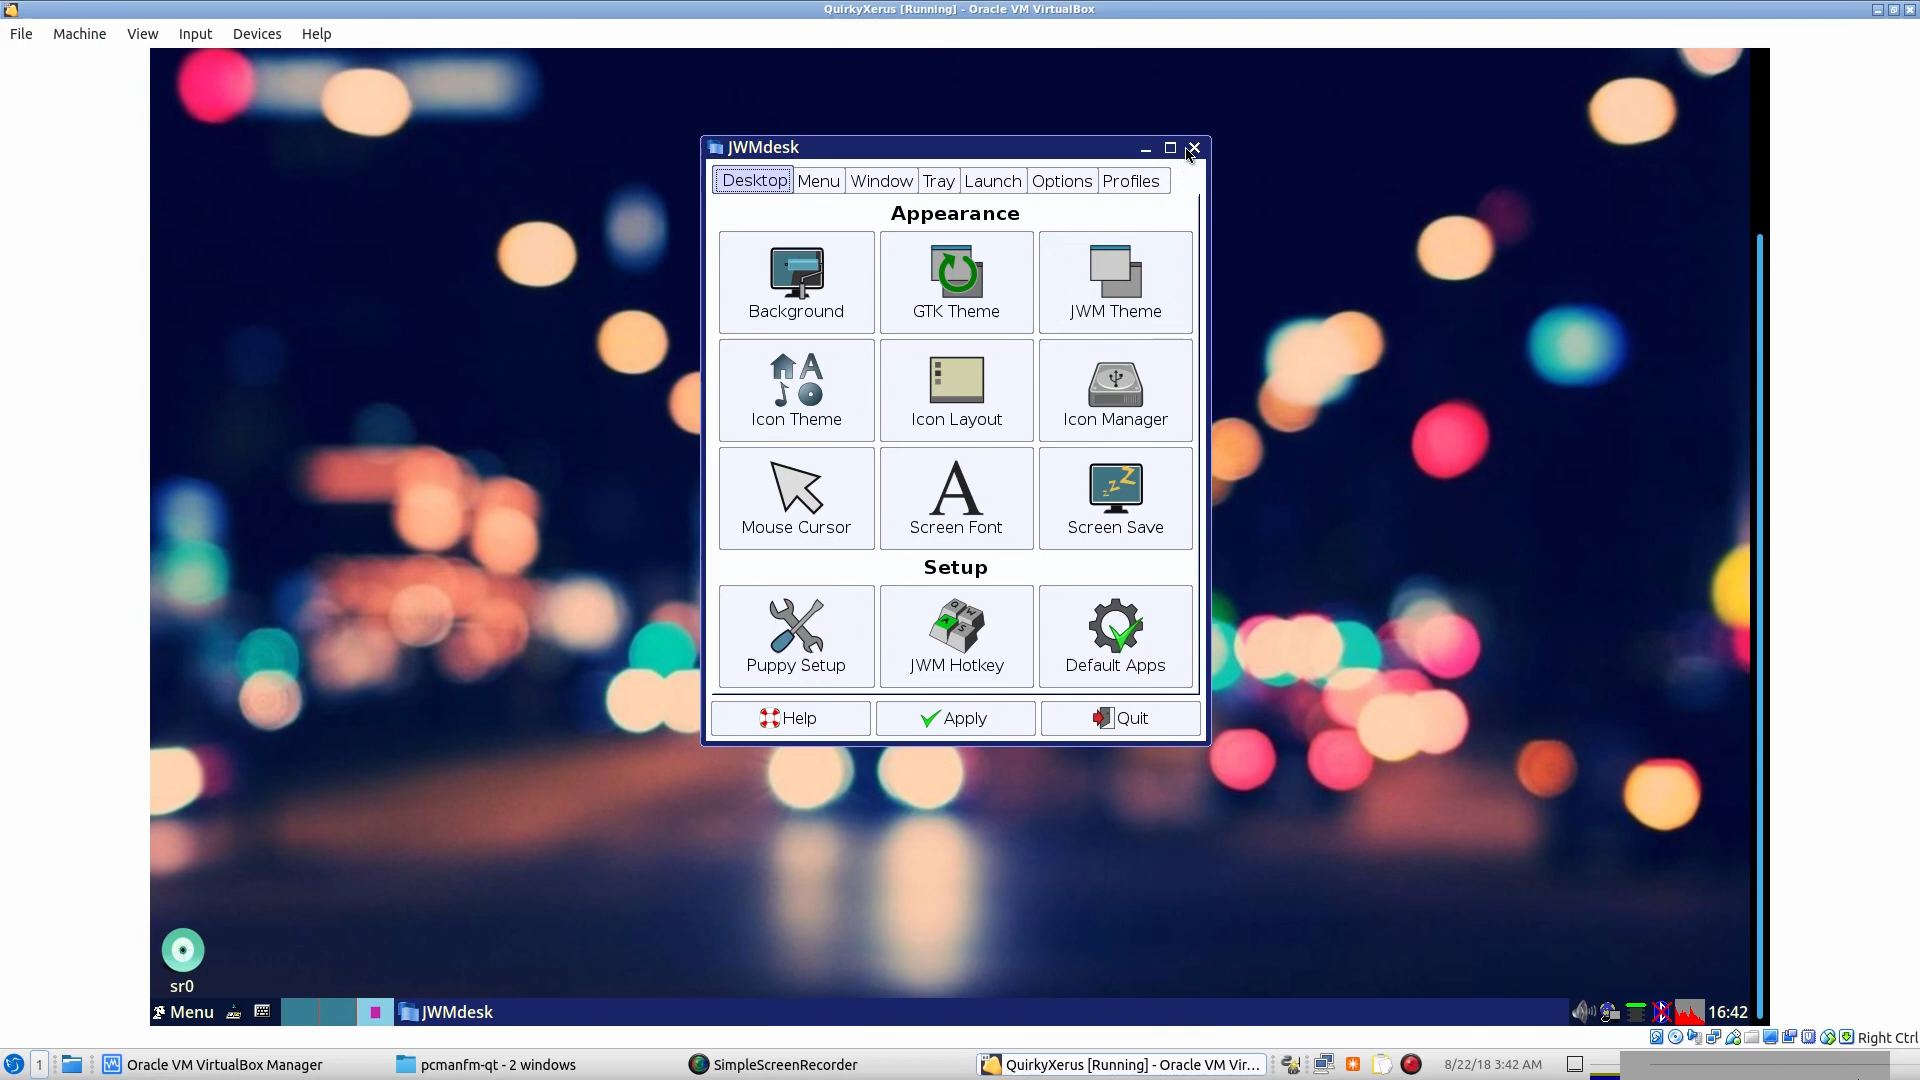 QuirkyXerus [Running] - Oracle VM VirtualBox
File Machine View Input Devices Help
JWMdesk
Desktop Menu Window Tray Launch Options Profiles
Appearance
Background GTK Theme JWM Theme
Icon Theme Icon Layout Icon Manager
Mouse Cursor Screen Font Screen Save
Setup
Puppy Setup JWM Hotkey Default Apps
Help Apply Quit
sr0
Menu JWMdesk 16:42
Right Ctrl
1 Oracle VM VirtualBox Manager pcmanfm-qt - 2 windows SimpleScreenRecorder QuirkyXerus [Running] - Oracle VM Vir... 8/22/18 3:42 AM